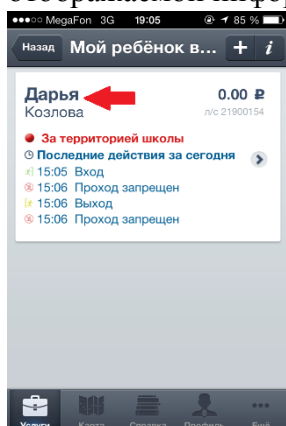 отображаемой инфор
MegaFon 3G 19:05 85 %
Назад Мой ребёнок в... + i
Дарья 0.00 ₽
Козлова л/с 21900154
За территорией школы
Последние действия за сегодня
15:05 Вход
15:06 Проход запрещен
15:06 Выход
15:06 Проход запрещен
Услуги Карта Справка Профиль Ещё